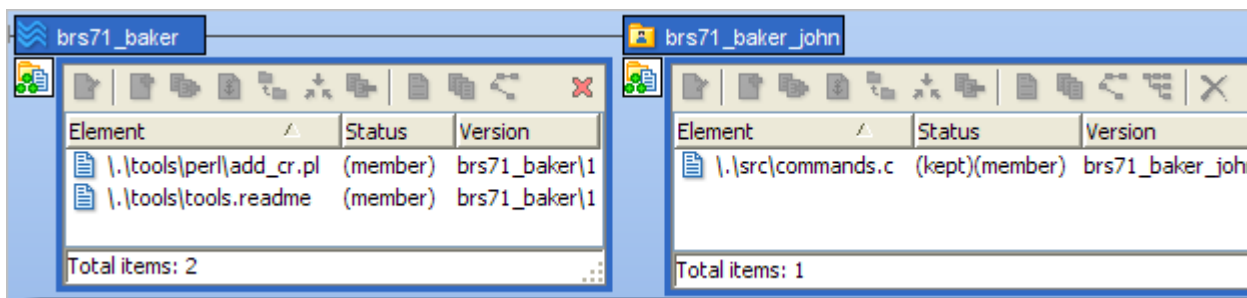 brs71_baker
Element Status Version
\.\tools\perl\add_cr.pl (member) brs71_baker\1
\.\tools\tools.readme (member) brs71_baker\1
Total items: 2
brs71_baker_john
Element Status Version
\.\src\commands.c (kept)(member) brs71_baker_john
Total items: 1